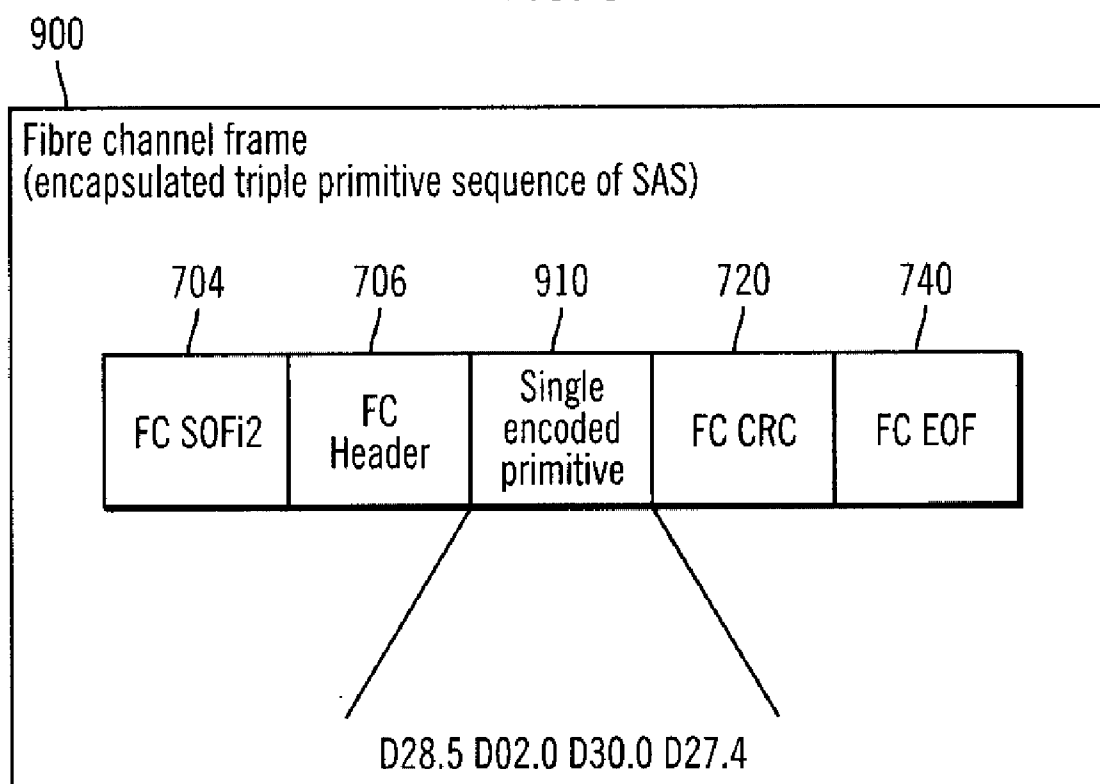 900
Fibre channel frame
(encapsulated triple primitive sequence of SAS)
704 706 910 720 740
FC SOFi2
FC
Header
Single
encoded
primitive
FC CRC
FC EOF
D28.5 D02.0 D30.0 D27.4